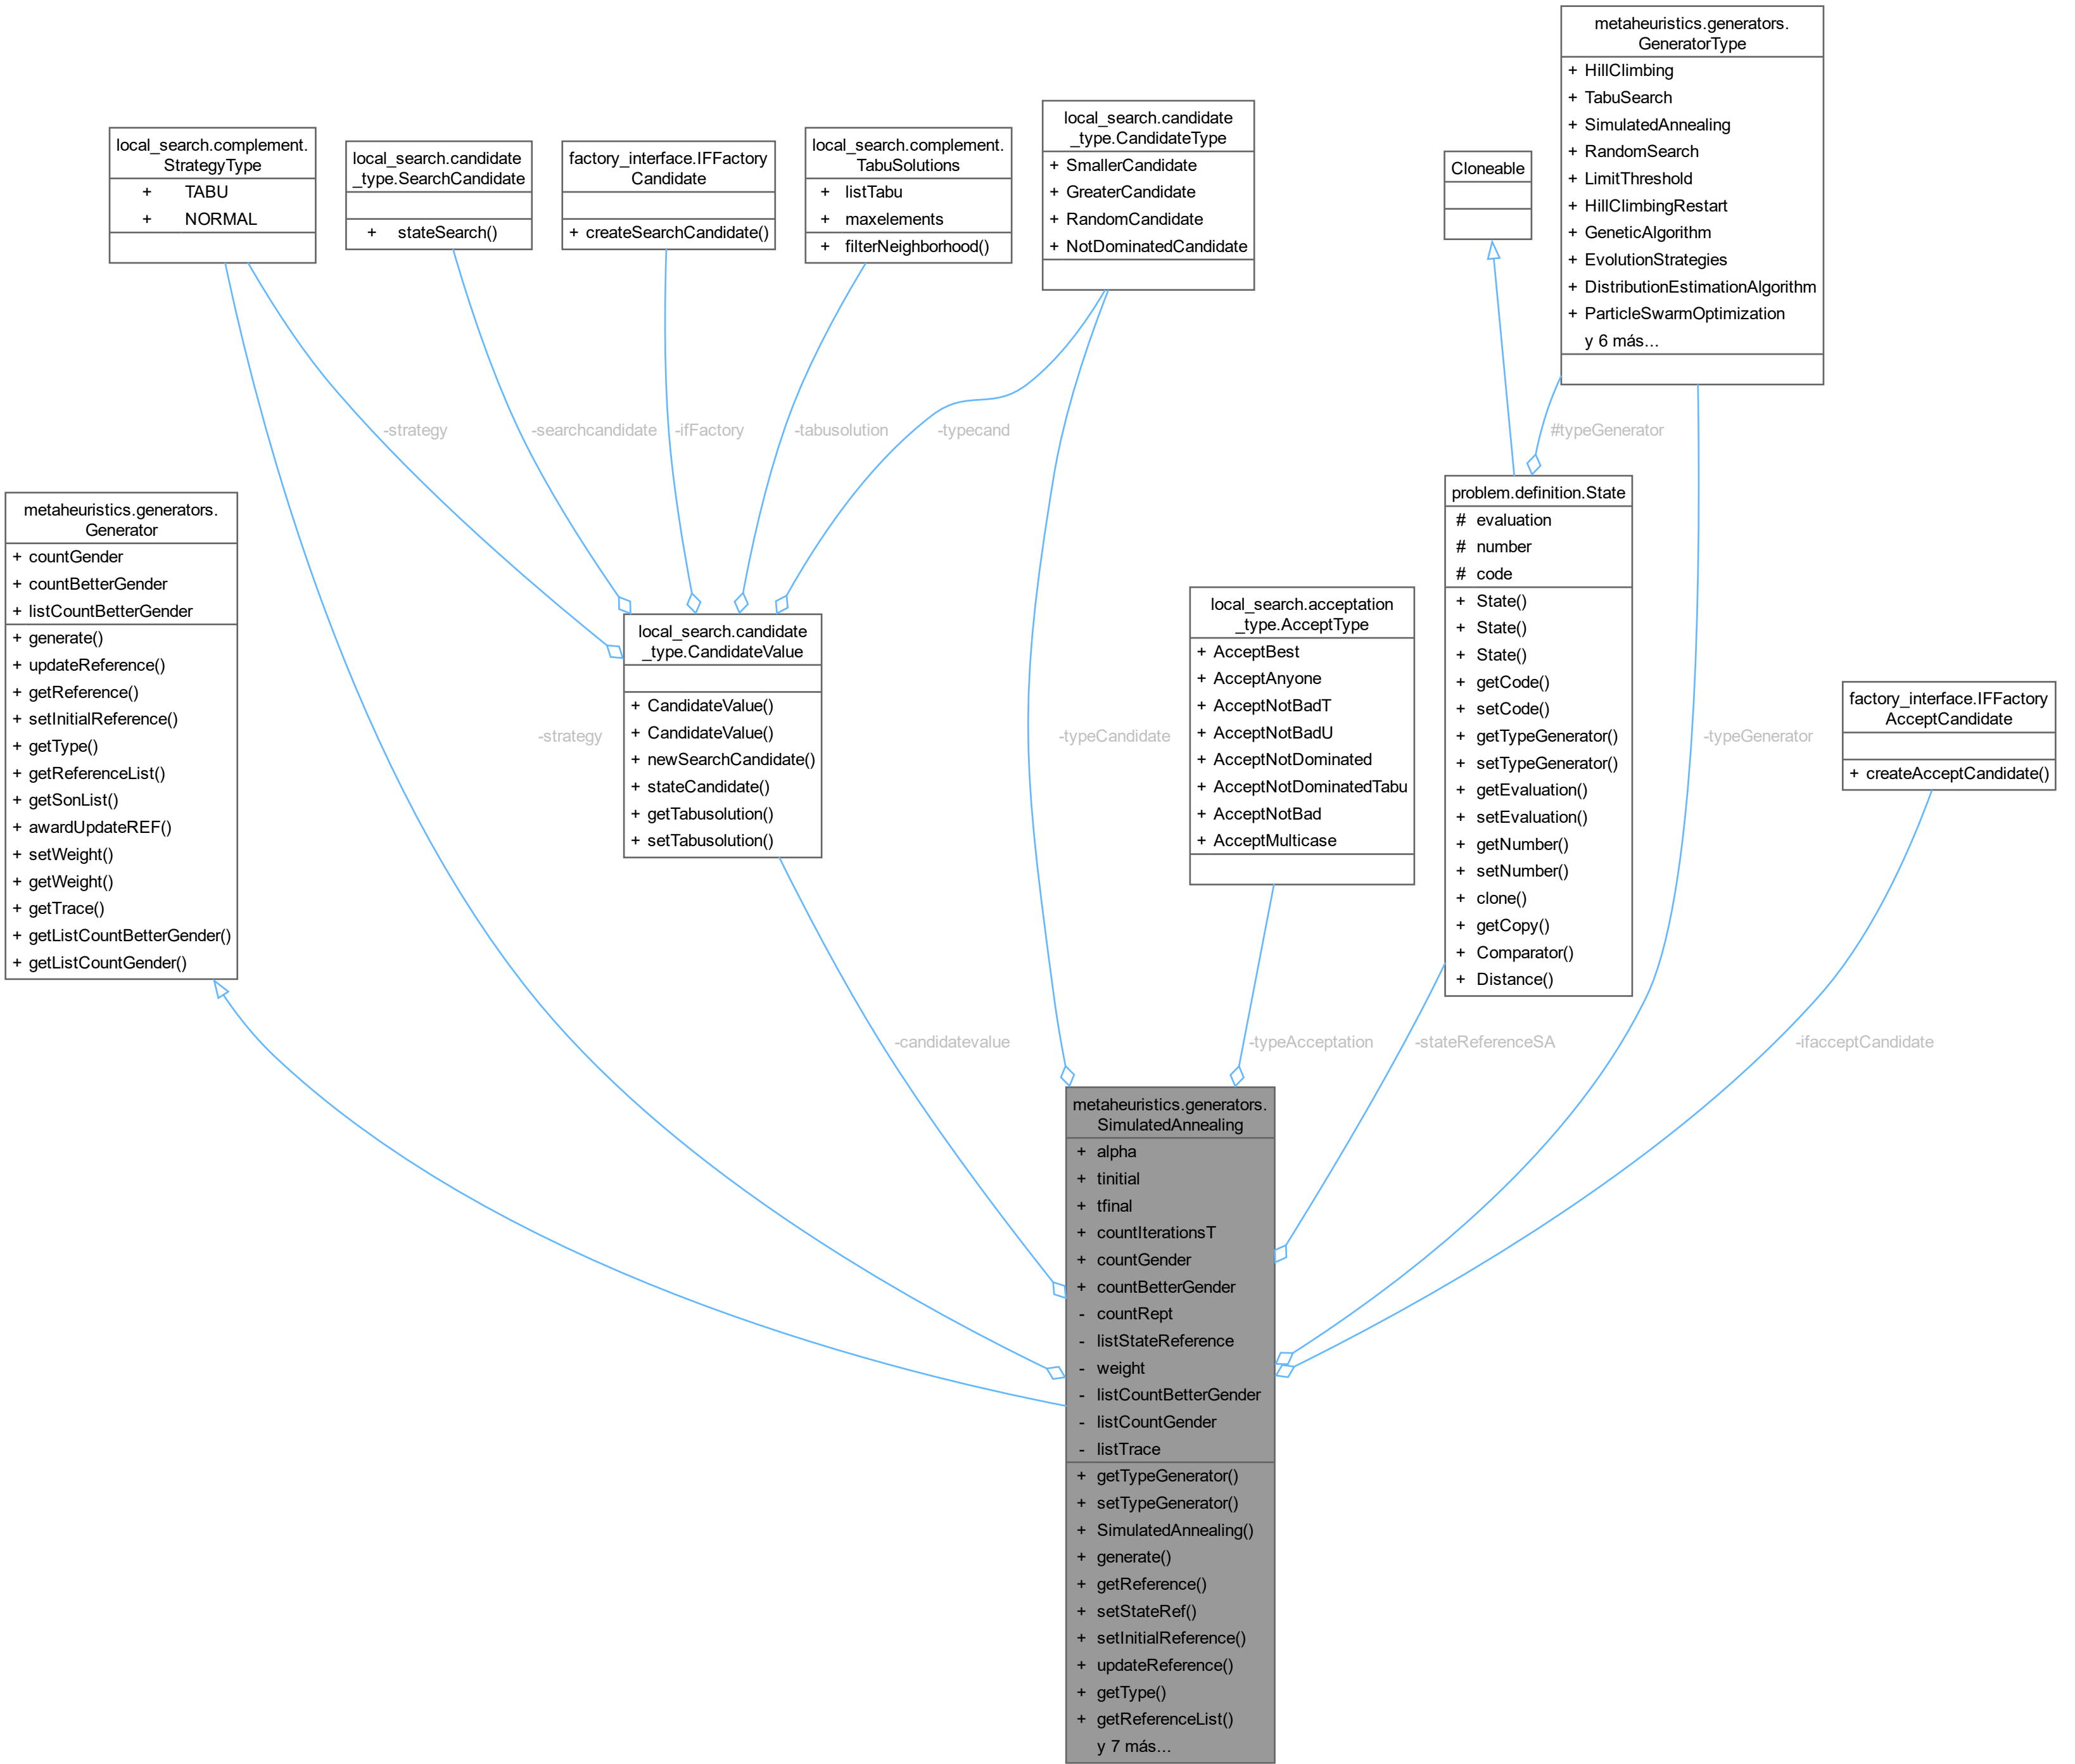 metaheuristics.generators.
GeneratorType
+ HillClimbing
+ TabuSearch
+ SimulatedAnnealing
+ RandomSearch
+ LimitThreshold
+ HillClimbingRestart
+ GeneticAlgorithm
+ EvolutionStrategies
+ DistributionEstimationAlgorithm
+ ParticleSwarmOptimization
y 6 más...
local_search.complement.
StrategyType
+ TABU
+ NORMAL
local_search.candidate
_type.SearchCandidate
+ stateSearch()
factory_interface.IFFactory
Candidate
+ createSearchCandidate()
local_search.complement.
TabuSolutions
+ listTabu
+ maxelements
+ filterNeighborhood()
local_search.candidate
_type.CandidateType
+ SmallerCandidate
+ GreaterCandidate
+ RandomCandidate
+ NotDominatedCandidate
Cloneable
-strategy
-searchcandidate
-ifFactory
-tabusolution
-typecand
#typeGenerator
metaheuristics.generators.
Generator
+ countGender
+ countBetterGender
+ listCountBetterGender
+ generate()
+ updateReference()
+ getReference()
+ setInitialReference()
+ getType()
+ getReferenceList()
+ getSonList()
+ awardUpdateREF()
+ setWeight()
+ getWeight()
+ getTrace()
+ getListCountBetterGender()
+ getListCountGender()
-strategy
local_search.candidate
_type.CandidateValue
+ CandidateValue()
+ CandidateValue()
+ newSearchCandidate()
+ stateCandidate()
+ getTabusolution()
+ setTabusolution()
-typeCandidate
local_search.acceptation
_type.AcceptType
+ AcceptBest
+ AcceptAnyone
+ AcceptNotBadT
+ AcceptNotBadU
+ AcceptNotDominated
+ AcceptNotDominatedTabu
+ AcceptNotBad
+ AcceptMulticase
problem.definition.State
# evaluation
# number
# code
+ State()
+ State()
+ State()
+ getCode()
+ setCode()
+ getTypeGenerator()
+ setTypeGenerator()
+ getEvaluation()
+ setEvaluation()
+ getNumber()
+ setNumber()
+ clone()
+ getCopy()
+ Comparator()
+ Distance()
-typeGenerator
factory_interface.IFFactory
AcceptCandidate
+ createAcceptCandidate()
-candidatevalue
-typeAcceptation
-stateReferenceSA
-ifacceptCandidate
metaheuristics.generators.
SimulatedAnnealing
+ alpha
+ tinitial
+ tfinal
+ countIterationsT
+ countGender
+ countBetterGender
- countRept
- listStateReference
- weight
- listCountBetterGender
- listCountGender
- listTrace
+ getTypeGenerator()
+ setTypeGenerator()
+ SimulatedAnnealing()
+ generate()
+ getReference()
+ setStateRef()
+ setInitialReference()
+ updateReference()
+ getType()
+ getReferenceList()
y 7 más...